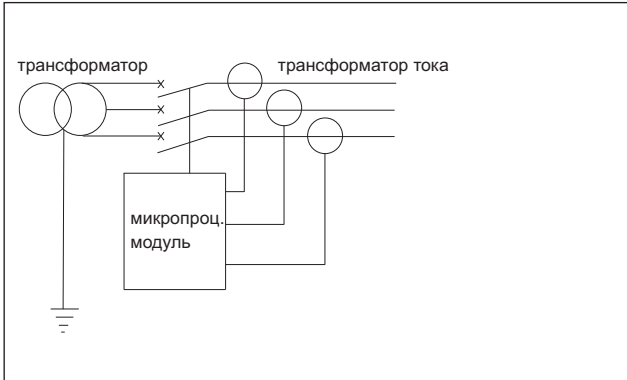 трансформатор
трансформатор тока
микропроц.
модуль